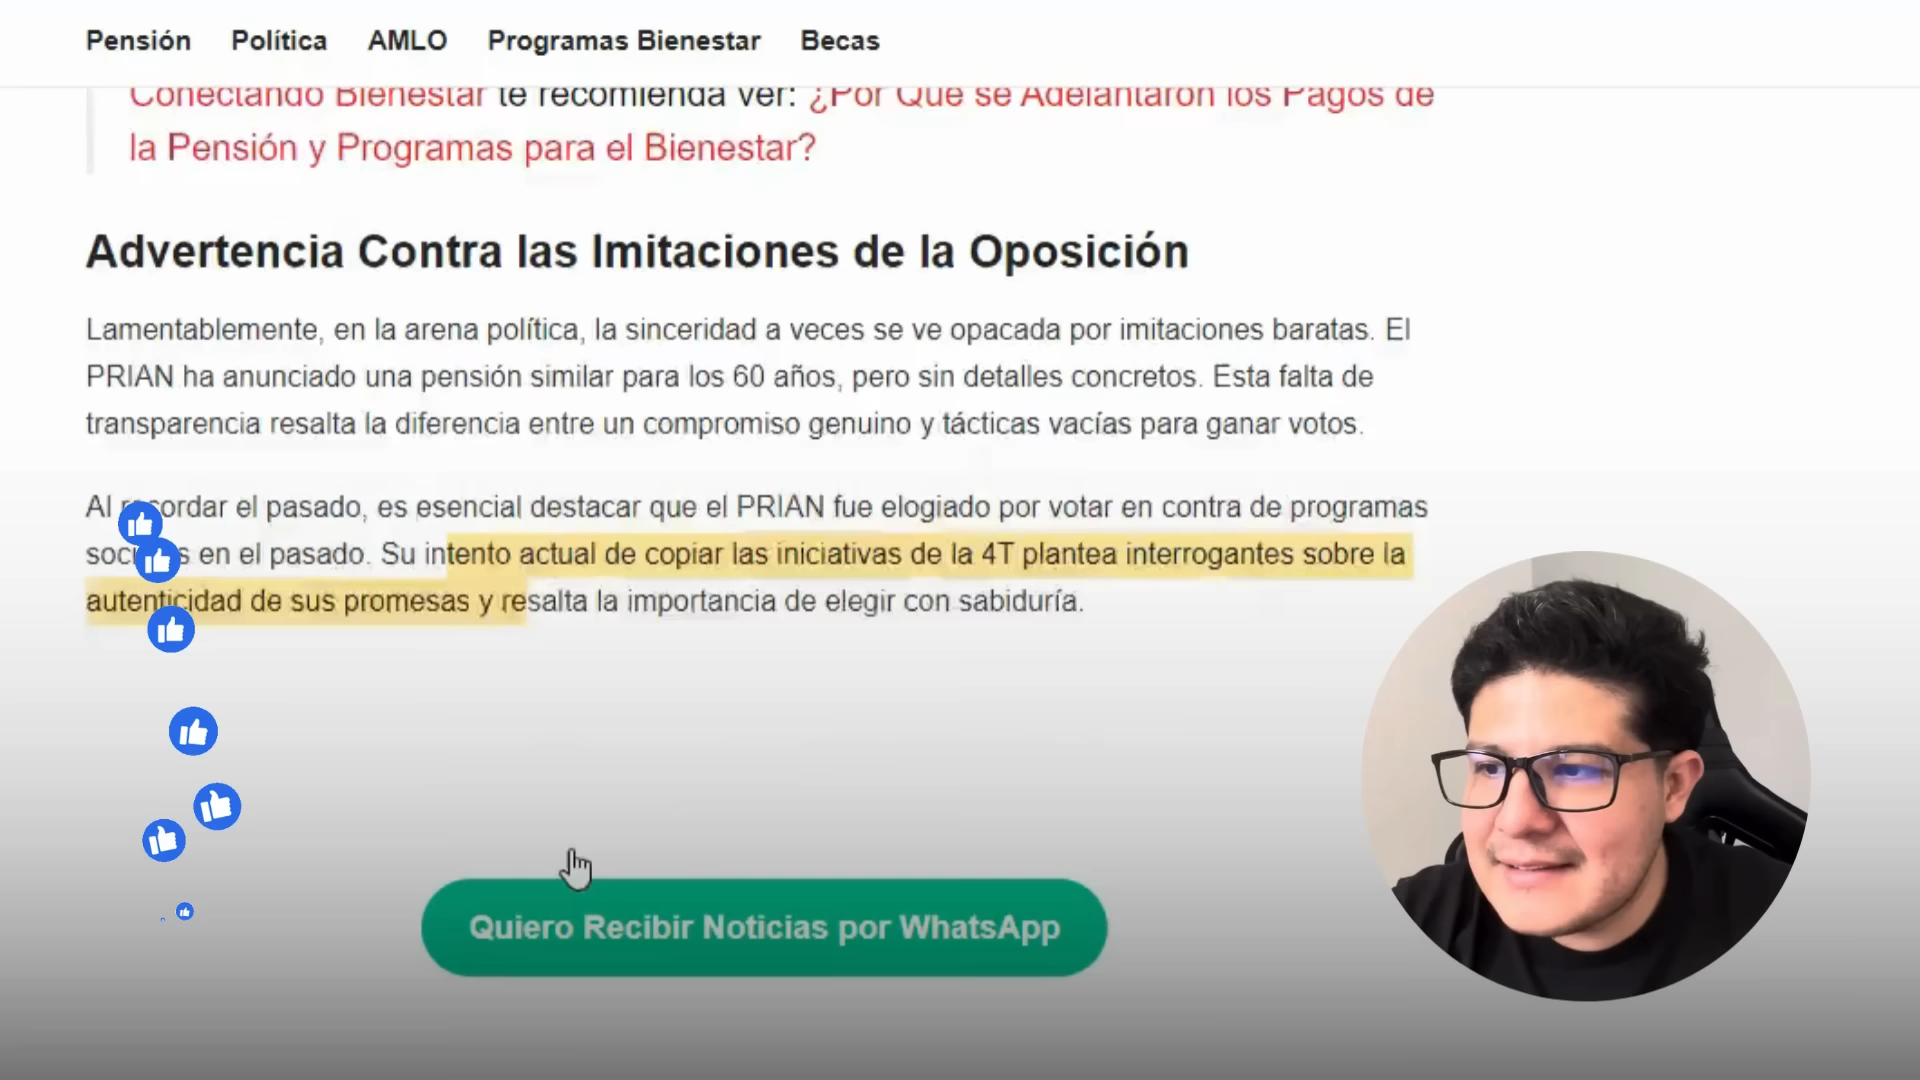 Pensión Política AMLO Programas Bienestar Becas
Conectando Bienestar te recomienda ver: ¿Por Qué se Adelantaron los Pagos de
la Pensión y Programas para el Bienestar?
Advertencia Contra las Imitaciones de la Oposición
Lamentablemente, en la arena política, la sinceridad a veces se ve opacada por imitaciones baratas. El
PRIAN ha anunciado una pensión similar para los 60 años, pero sin detalles concretos. Esta falta de
transparencia resalta la diferencia entre un compromiso genuino y tácticas vacías para ganar votos.
Al recordar el pasado, es esencial destacar que el PRIAN fue elogiado por votar en contra de programas
sociales en el pasado. Su intento actual de copiar las iniciativas de la 4T plantea interrogantes sobre la
autenticidad de sus promesas y resalta la importancia de elegir con sabiduría.
Quiero Recibir Noticias por WhatsApp